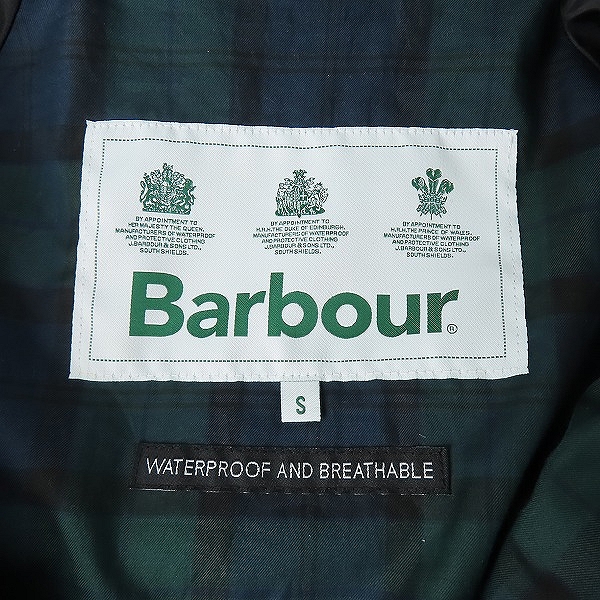 BY APPOINTMENT TO
HER MAJESTY THE QUEEN.
MANUFACTURERS OF WATERPROOF
AND PROTECTIVE CLOTHING
J.BARBOUR & SONS LTD.,
SOUTH SHIELDS.
BY APPOINTMENT TO
H.R.H. THE DUKE OF EDINBURGH.
MANUFACTURERS OF WATERPROOF
AND PROTECTIVE CLOTHING
J.BARBOUR & SONS LTD.,
SOUTH SHIELDS.
BY APPOINTMENT TO
H.R.H. THE PRINCE OF WALES.
MANUFACTURERS OF WATERPROOF
AND PROTECTIVE CLOTHING
J.BARBOUR & SONS LTD.,
SOUTH SHIELDS.
Barbour®
S
WATERPROOF AND BREATHABLE